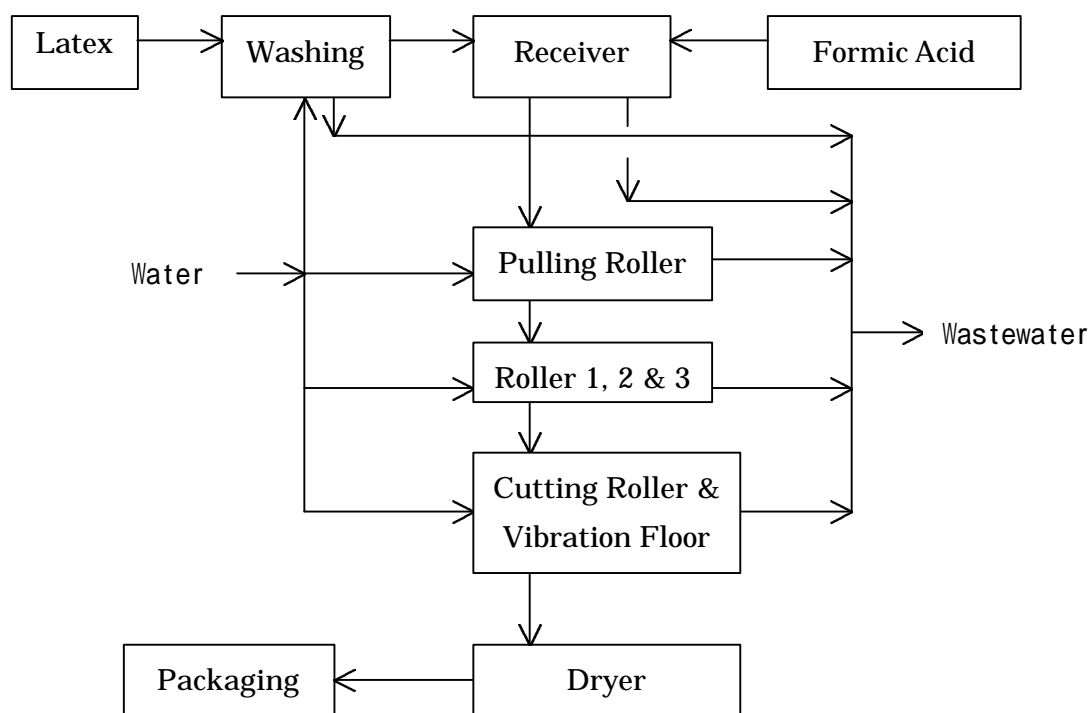 Latex
Washing
Receiver
Formic Acid
Water
Pulling Roller
Wastewater
Roller 1, 2 & 3
Cutting Roller &
Vibration Floor
Packaging
Dryer